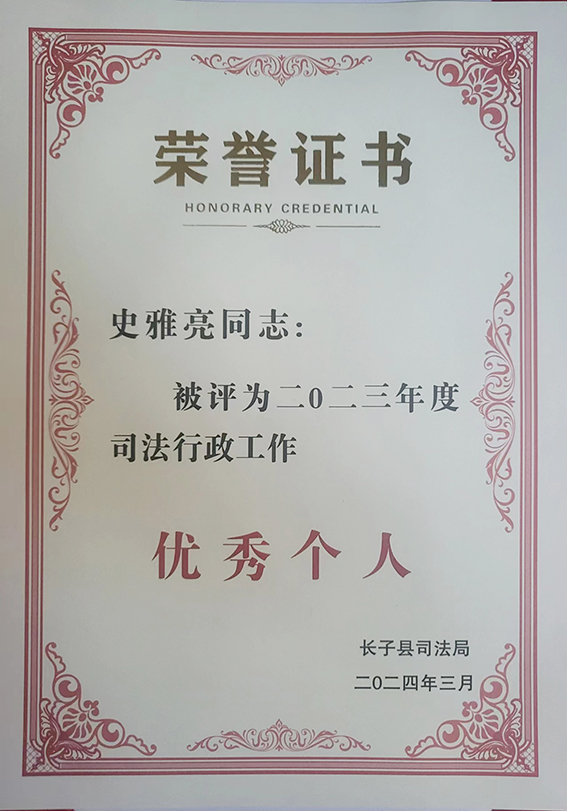 荣誉证书
HONORARY CREDENTIAL
史雅亮同志:
被评为二0二三年度
司法行政工作
优秀个人
长子县司法局
二0二四年三月